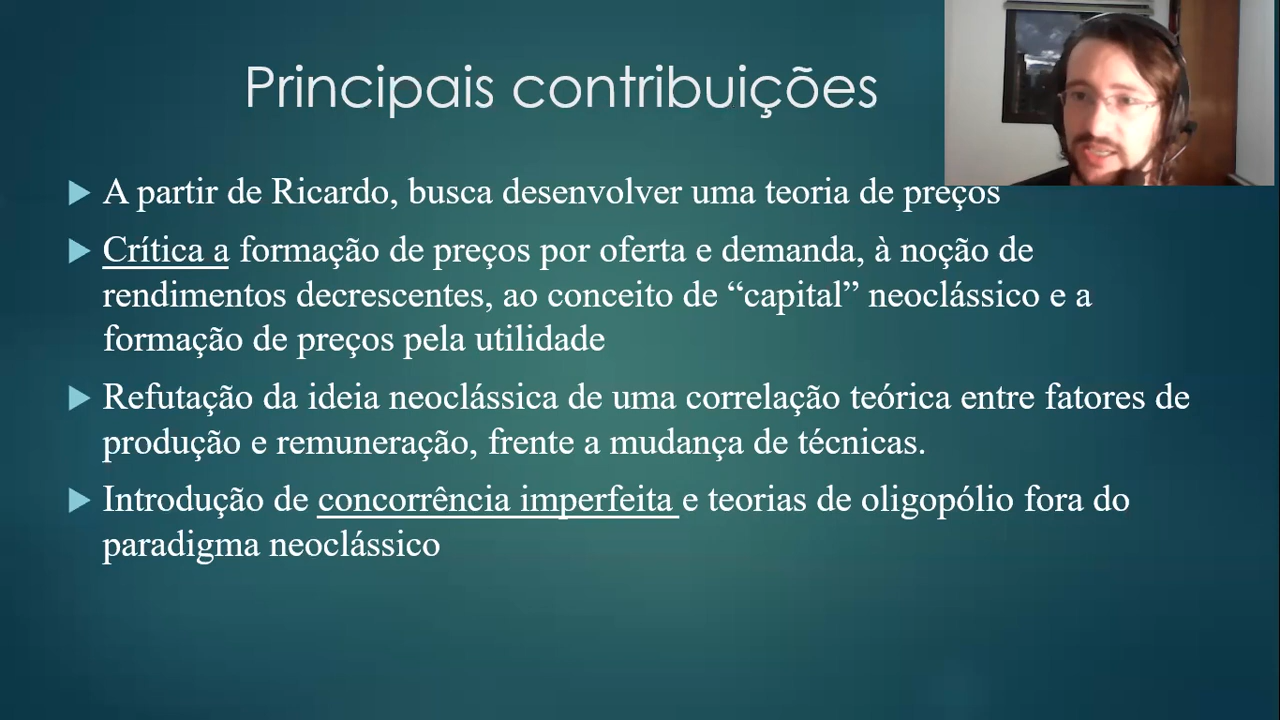 Principais contribuições
A partir de Ricardo, busca desenvolver uma teoria de preços
Crítica a formação de preços por oferta e demanda, à noção de
rendimentos decrescentes, ao conceito de “capital” neoclássico e a
formação de preços pela utilidade
Refutação da ideia neoclássica de uma correlação teórica entre fatores de
produção e remuneração, frente a mudança de técnicas.
Introdução de concorrência imperfeita e teorias de oligopólio fora do
paradigma neoclássico